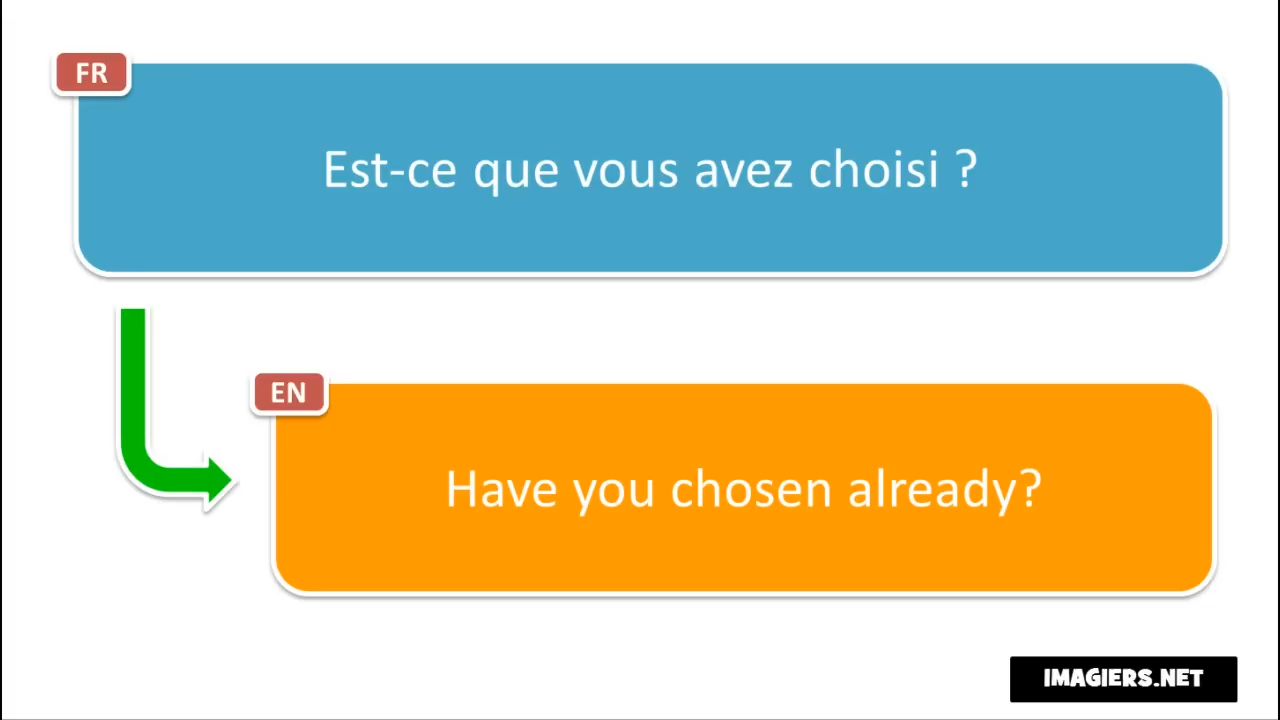 FR
Est-ce que vous avez choisi ?
EN
Have you chosen already?
IMAGIERS.NET